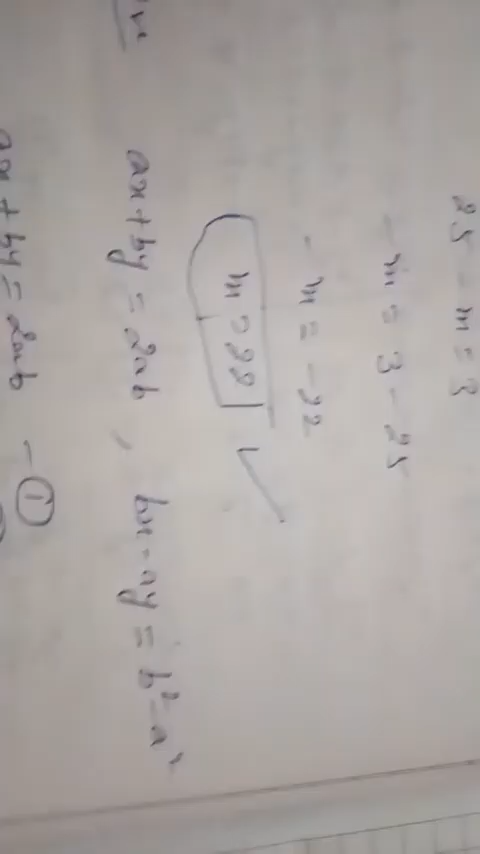 25 - m = 3
- m = 3 - 25
- m = -22
m = 22
ax + by = 2ab , bx - ay = b² - a²
ax + by = 2ab - ①